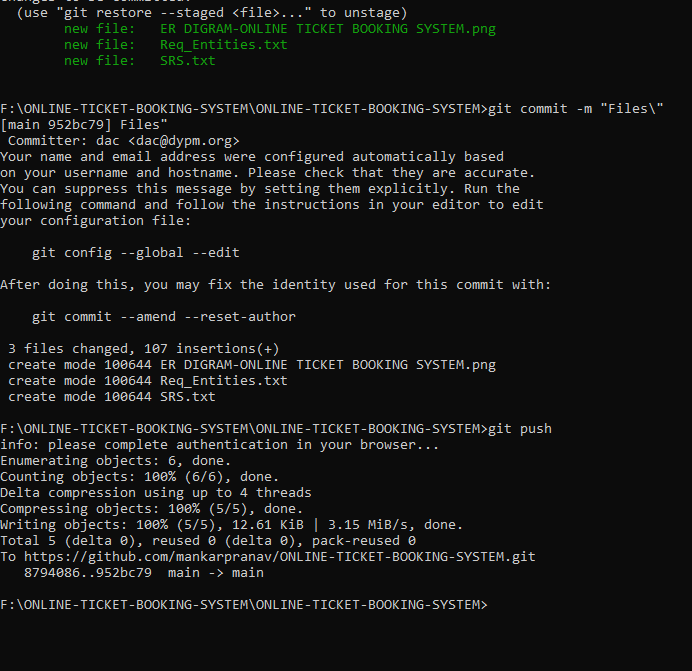 (use "git restore --staged <file>..." to unstage)
new file:   ER DIGRAM-ONLINE TICKET BOOKING SYSTEM.png
new file:   Req_Entities.txt
new file:   SRS.txt
F:\ONLINE-TICKET-BOOKING-SYSTEM\ONLINE-TICKET-BOOKING-SYSTEM>git commit -m "Files\"
[main 952bc79] Files"
Committer: dac <dac@dypm.org>
Your name and email address were configured automatically based
on your username and hostname. Please check that they are accurate.
You can suppress this message by setting them explicitly. Run the
following command and follow the instructions in your editor to edit
your configuration file:
git config --global --edit
After doing this, you may fix the identity used for this commit with:
git commit --amend --reset-author
3 files changed, 107 insertions(+)
create mode 100644 ER DIGRAM-ONLINE TICKET BOOKING SYSTEM.png
create mode 100644 Req_Entities.txt
create mode 100644 SRS.txt
F:\ONLINE-TICKET-BOOKING-SYSTEM\ONLINE-TICKET-BOOKING-SYSTEM>git push
info: please complete authentication in your browser...
Enumerating objects: 6, done.
Counting objects: 100% (6/6), done.
Delta compression using up to 4 threads
Compressing objects: 100% (5/5), done.
Writing objects: 100% (5/5), 12.61 KiB | 3.15 MiB/s, done.
Total 5 (delta 0), reused 0 (delta 0), pack-reused 0
To https://github.com/mankarpranav/ONLINE-TICKET-BOOKING-SYSTEM.git
8794086..952bc79  main -> main
F:\ONLINE-TICKET-BOOKING-SYSTEM\ONLINE-TICKET-BOOKING-SYSTEM>